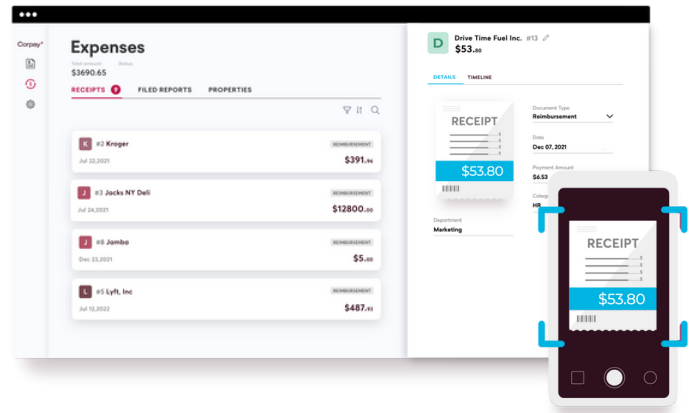 Corpay
Expenses
Total amount Status
$3690.65
RECEIPTS 9 FILED REPORTS PROPERTIES
K #2 Kroger REIMBURSEMENT
Jul 22,2021 $391.96
J #3 Jacks NY Deli REIMBURSEMENT
Jul 24,2021 $12800.00
J #8 Jamba REIMBURSEMENT
Dec 23,2021 $5.00
L #5 Lyft, Inc REIMBURSEMENT
Jul 12,2022 $487.93
D Drive Time Fuel Inc. #13
$53.80
DETAILS TIMELINE
RECEIPT
$53.80
Document Type
Reimbursement
Date
Dec 07, 2021
Payment Amount
$6.53
HR
Department
Marketing
RECEIPT
$53.80